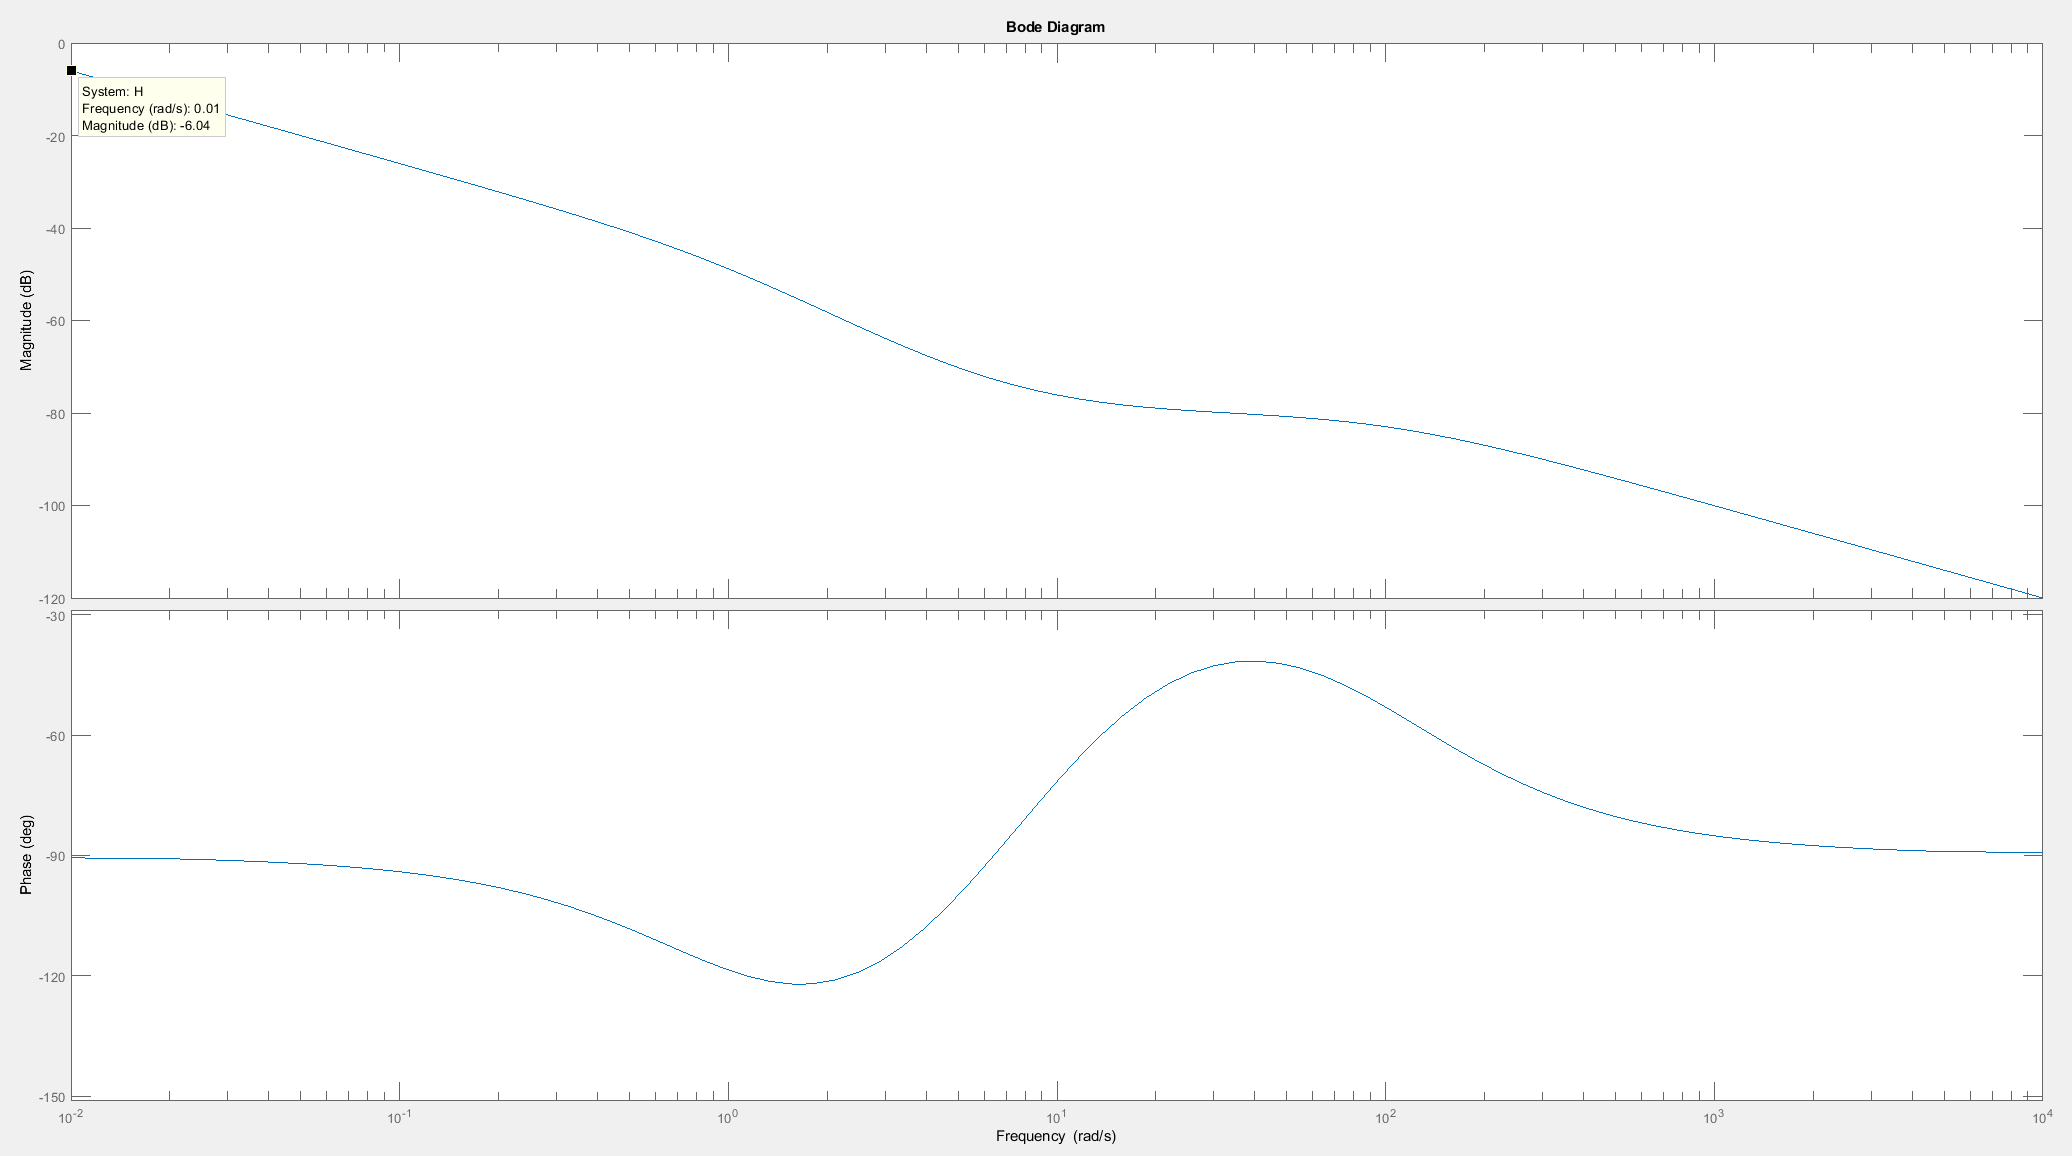 Bode Diagram
0
-20
-40
-60
-80
-100
-120
Magnitude (dB)
System: H
Frequency (rad/s): 0.01
Magnitude (dB): -6.04
-30
-60
-90
-120
-150
Phase (deg)
10^-2
10^-1
10^0
10^1
10^2
10^3
10^4
Frequency (rad/s)